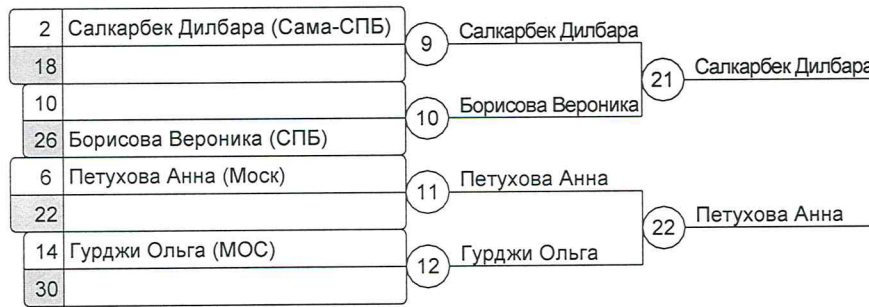 2 Салкарбек Дилбара (Сама-СПБ)
18
9 Салкарбек Дилбара
10
26 Борисова Вероника (СПБ)
10 Борисова Вероника
21 Салкарбек Дилбара
6 Петухова Анна (Моск)
22
11 Петухова Анна
14 Гурджи Ольга (МОС)
30
12 Гурджи Ольга
22 Петухова Анна